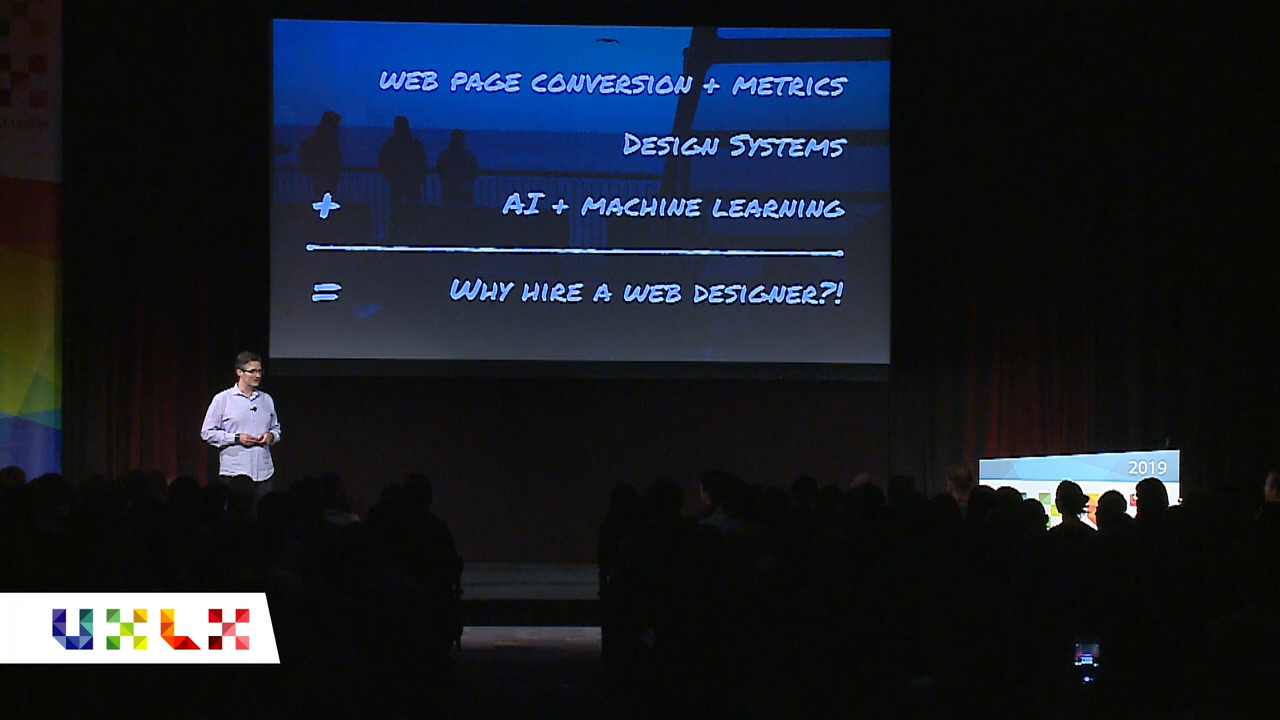 WEB PAGE CONVERSION + METRICS
DESIGN SYSTEMS
+ AI + MACHINE LEARNING
= WHY HIRE A WEB DESIGNER?!
2019
UXLX